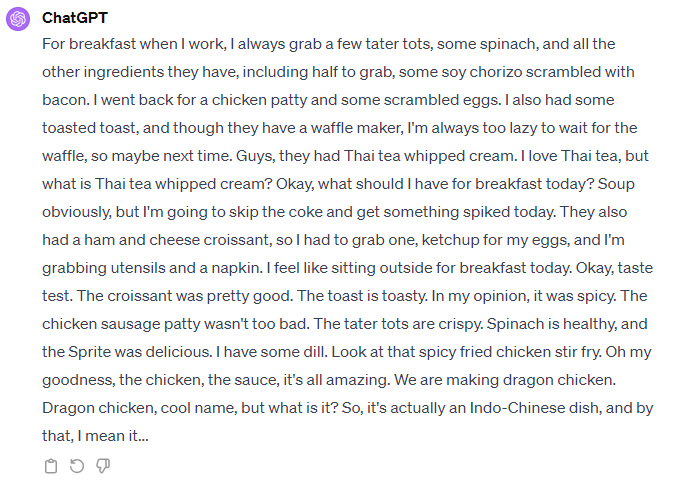 ChatGPT
For breakfast when I work, I always grab a few tater tots, some spinach, and all the
other ingredients they have, including half to grab, some soy chorizo scrambled with
bacon. I went back for a chicken patty and some scrambled eggs. I also had some
toasted toast, and though they have a waffle maker, I'm always too lazy to wait for the
waffle, so maybe next time. Guys, they had Thai tea whipped cream. I love Thai tea, but
what is Thai tea whipped cream? Okay, what should I have for breakfast today? Soup
obviously, but I'm going to skip the coke and get something spiked today. They also
had a ham and cheese croissant, so I had to grab one, ketchup for my eggs, and I'm
grabbing utensils and a napkin. I feel like sitting outside for breakfast today. Okay, taste
test. The croissant was pretty good. The toast is toasty. In my opinion, it was spicy. The
chicken sausage patty wasn't too bad. The tater tots are crispy. Spinach is healthy, and
the Sprite was delicious. I have some dill. Look at that spicy fried chicken stir fry. Oh my
goodness, the chicken, the sauce, it's all amazing. We are making dragon chicken.
Dragon chicken, cool name, but what is it? So, it's actually an Indo-Chinese dish, and by
that, I mean it...